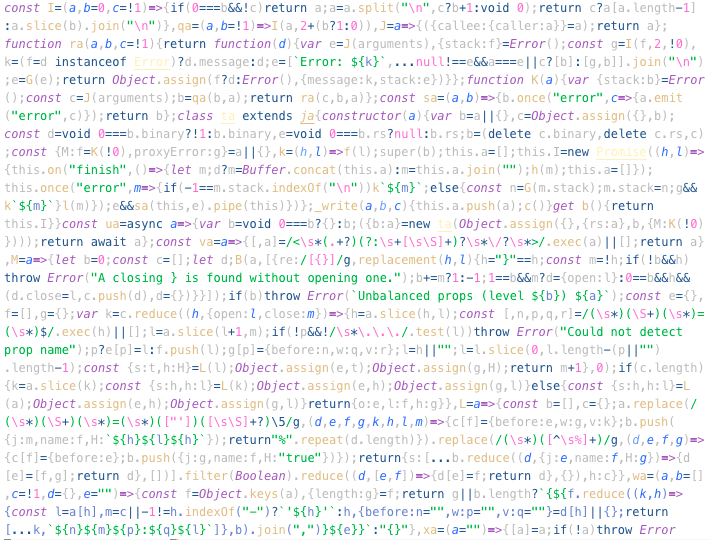 const I=(a,b=0,c=!1)=>{if(0===b&&!c)return a;a=a.split("\n",c?b+1:void 0);return c?a[a.length-1]
:a.slice(b).join("\n")},qa=(a,b=!1)=>I(a,2+(b?1:0)),J=a=>{({callee:{caller:a}}=a);return a};
function ra(a,b,c=!1){return function(d){var e=J(arguments),{stack:f}=Error();const g=I(f,2,!0),
k=(f=d instanceof Error)?d.message:d;e=[`Error: ${k}`,...null!==e&&a===e||c?[b]:[g,b]].join("\n")
;e=G(e);return Object.assign(f?d:Error(),{message:k,stack:e})}};function K(a){var {stack:b}=Error
();const c=J(arguments);b=qa(b,a);return ra(c,b,a)};const sa=(a,b)=>{b.once("error",c=>{a.emit
("error",c)});return b};class ta extends ja{constructor(a){var b=a||{},c=Object.assign({},b);
const d=void 0===b.binary?!1:b.binary,e=void 0===b.rs?null:b.rs;b=(delete c.binary,delete c.rs,c)
;const {M:f=K(!0),proxyError:g}=a||{},k=(h,l)=>f(l);super(b);this.a=[];this.I=new Promise((h,l)=>
{this.on("finish",()=>{let m;d?m=Buffer.concat(this.a):m=this.a.join("");h(m);this.a=[]});
this.once("error",m=>{if(-1==m.stack.indexOf("\n"))k`${m}`;else{const n=G(m.stack);m.stack=n;g&&
k`${m}`}l(m)});e&&sa(this,e).pipe(this)})};_write(a,b,c){this.a.push(a);c()}get b(){return
this.I}}const ua=async a=>{var b=void 0===b?{}:b;({b:a}=new ta(Object.assign({},{rs:a},b,{M:K(!0)
})));return await a};const va=a=>{[,a]=/<\s*(.+?)(?:\s+[\s\S]+)?\s*\/?\s*>/.exec(a)||[];return a}
,M=a=>{let b=0;const c=[];let d;B(a,[{re:/[{}]/g,replacement(h,l){h="}"==h;const m=!h;if(!b&&h)
throw Error("A closing } is found without opening one.");b+=m?1:-1;1==b&&m?d={open:l}:0==b&&h&&
(d.close=l,c.push(d),d={})}}]);if(b)throw Error(`Unbalanced props (level ${b}) ${a}`);const e={},
f=[],g={};var k=c.reduce((h,{open:l,close:m})=>{h=a.slice(h,l);const [,n,p,q,r]=/(\s*)(\S+)(\s*)=
(\s*)$/.exec(h)||[];l=a.slice(l+1,m);if(!p&&!/\s*\.\.\./.test(l))throw Error("Could not detect
prop name");p?e[p]=l:f.push(l);g[p]={before:n,w:q,v:r};l=h||"";l=l.slice(0,l.length-(p||"")
.length-1);const {s:t,h:H}=L(l);Object.assign(e,t);Object.assign(g,H);return m+1},0);if(c.length)
{k=a.slice(k);const {s:h,h:l}=L(k);Object.assign(e,h);Object.assign(g,l)}else{const {s:h,h:l}=L
(a);Object.assign(e,h);Object.assign(g,l)}return{o:e,l:f,h:g}},L=a=>{const b=[],c={};a.replace(/
(\s*)(\S+)(\s*)=(\s*)(["'])([\s\S]+?)\5/g,(d,e,f,g,k,h,l,m)=>{c[f]={before:e,w:g,v:k};b.push(
{j:m,name:f,H:`${h}${l}${h}`});return"%".repeat(d.length)}).replace(/(\s*)([^\s%]+)/g,(d,e,f,g)=>
{c[f]={before:e};b.push({j:g,name:f,H:"true"})});return{s:[...b.reduce((d,{j:e,name:f,H:g})=>{d
[e]=[f,g];return d},[])].filter(Boolean).reduce((d,[e,f])=>{d[e]=f;return d},{}),h:c}},wa=(a,b=[]
,c=!1,d={},e="")=>{const f=Object.keys(a),{length:g}=f;return g||b.length?`{${f.reduce((k,h)=>
{const l=a[h],m=c||-1!=h.indexOf("-")?`'${h}'`:h,{before:n="",w:p="",v:q=""}=d[h]||{};return
[...k,`${n}${m}${p}:${q}${l}`]},b).join(",")}${e}}`:"{}"},xa=(a="")=>{[a]=a;if(!a)throw Error